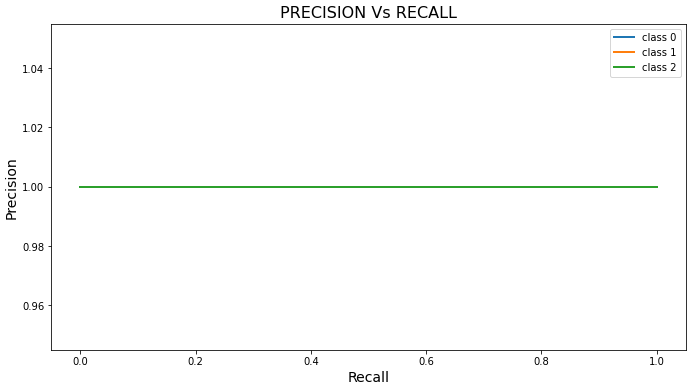 PRECISION Vs RECALL
class 0
class 1
class 2
Precision
1.04
1.02
1.00
0.98
0.96
0.0 0.2 0.4 0.6 0.8 1.0
Recall